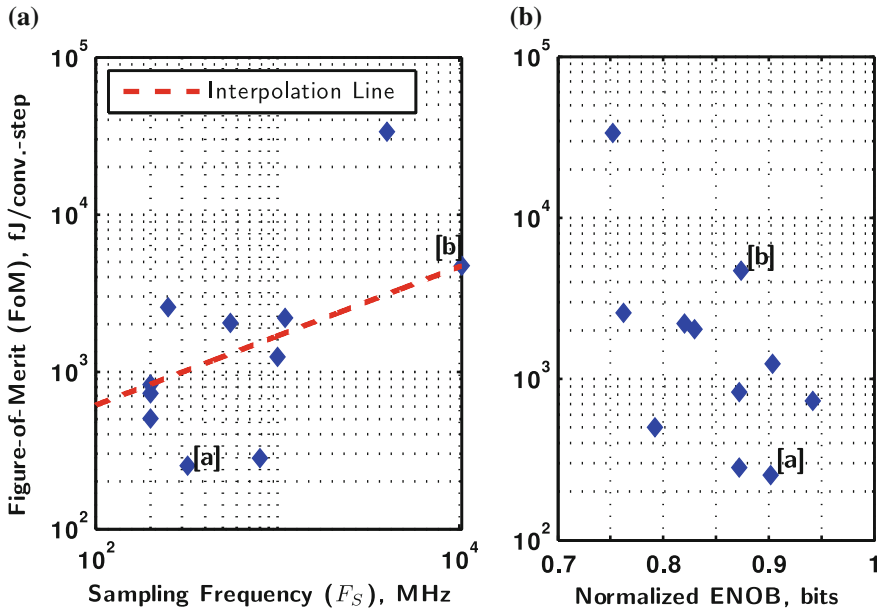 (a)
(b)
10^5
10^4
10^3
10^2
Figure-of-Merit (FoM), fJ/conv.-step
Interpolation Line
[b]
[a]
10^2
10^4
Sampling Frequency (F_S), MHz
10^5
10^4
10^3
10^2
[b]
[a]
0.7
0.8
0.9
1
Normalized ENOB, bits